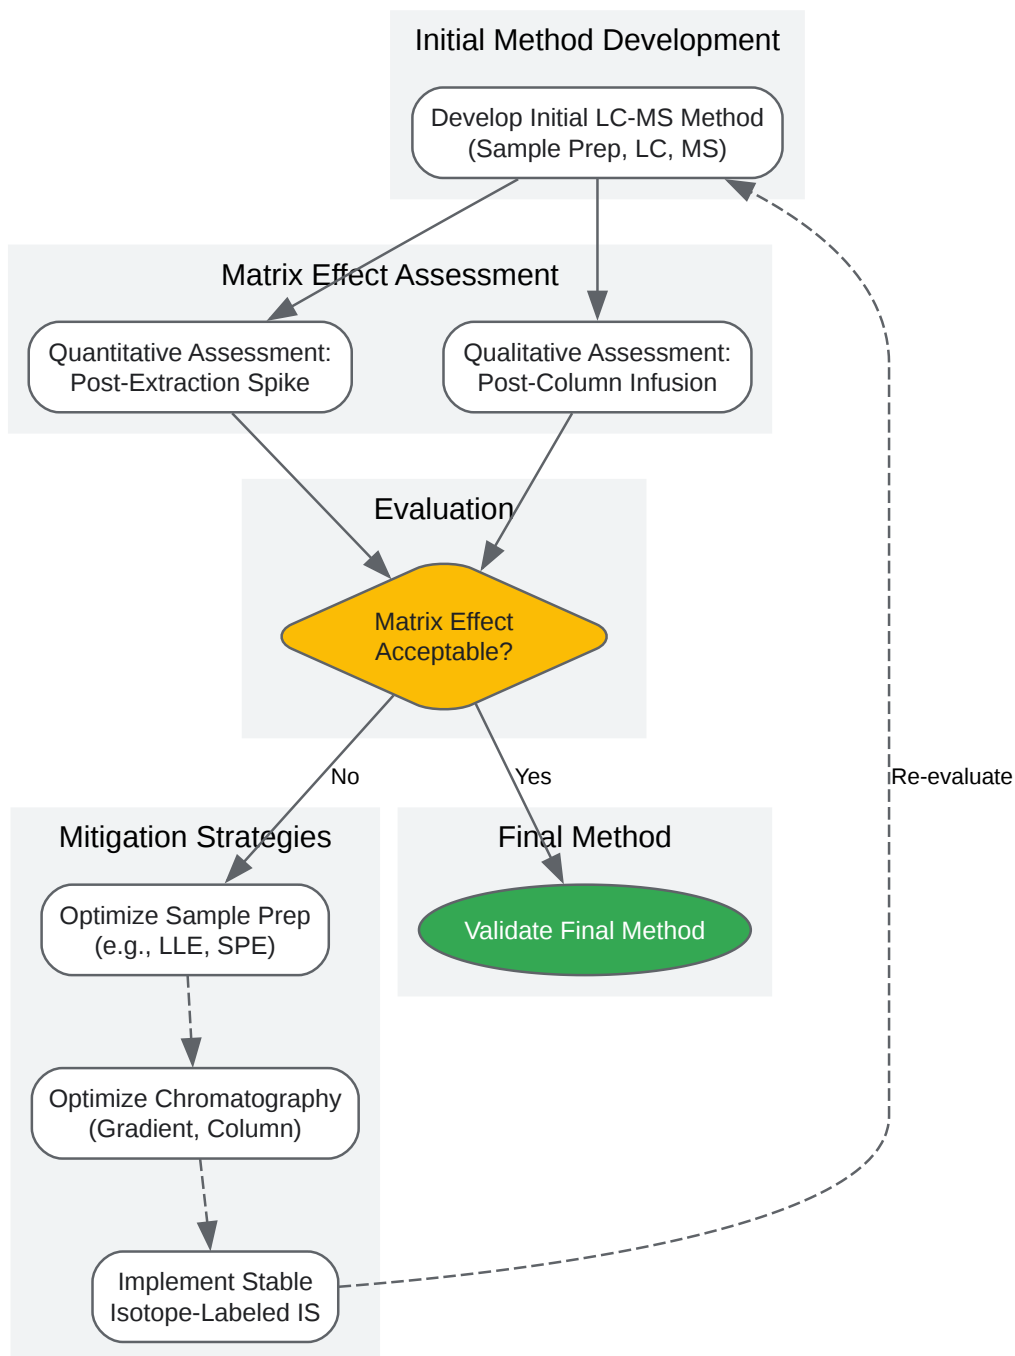 Initial Method Development
Develop Initial LC-MS Method
(Sample Prep, LC, MS)
Matrix Effect Assessment
Quantitative Assessment:
Post-Extraction Spike
Qualitative Assessment:
Post-Column Infusion
Evaluation
Matrix Effect
Acceptable?
No
Yes
Re-evaluate
Mitigation Strategies
Optimize Sample Prep
(e.g., LLE, SPE)
Optimize Chromatography
(Gradient, Column)
Implement Stable
Isotope-Labeled IS
Final Method
Validate Final Method